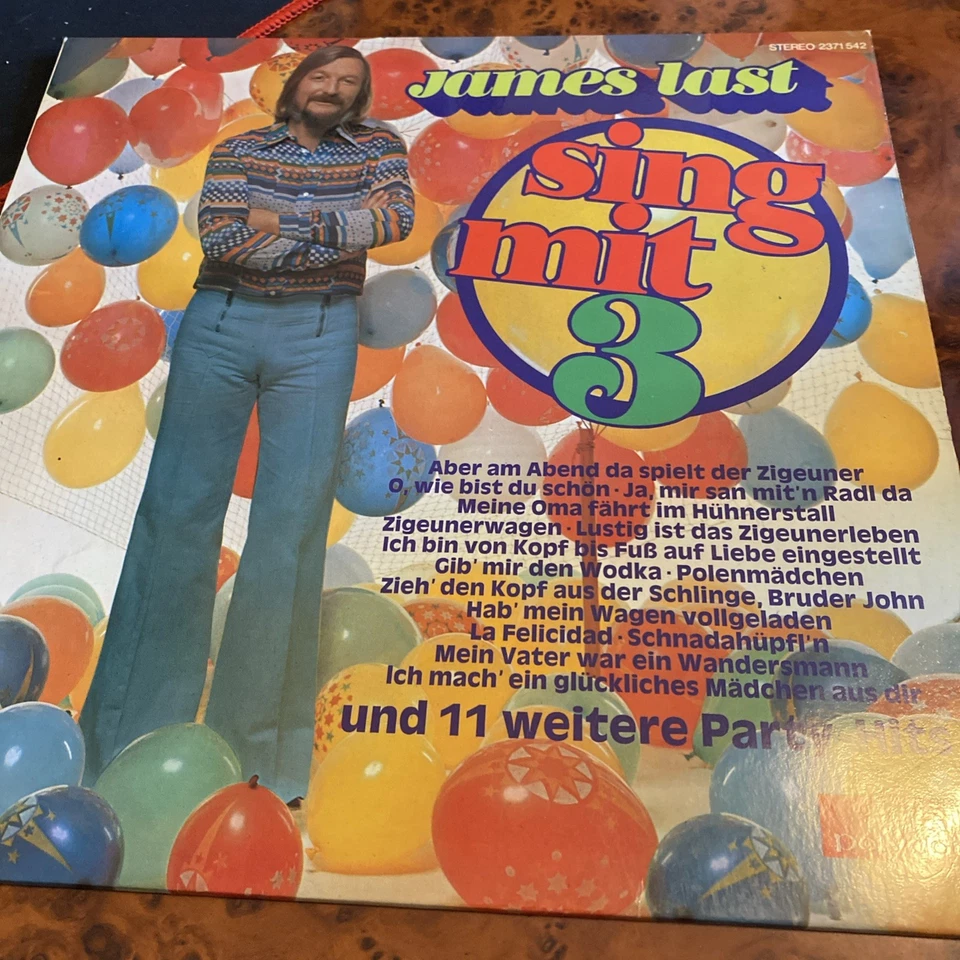 STEREO 2371 542
James Last
sing
mit
3
Aber am Abend da spielt der Zigeuner
O, wie bist du schön · Ja, mir san mit'n Radl da
Meine Oma fährt im Hühnerstall
Zigeunerwagen · Lustig ist das Zigeunerleben
Ich bin von Kopf bis Fuß auf Liebe eingestellt
Gib' mir den Wodka · Polenmädchen
Zieh' den Kopf aus der Schlinge, Bruder John
Hab' mein Wagen vollgeladen
La Felicidad · Schnadahüpfl'n
Mein Vater war ein Wandersmann
Ich mach' ein glückliches Mädchen aus dir
und 11 weitere Party Hits